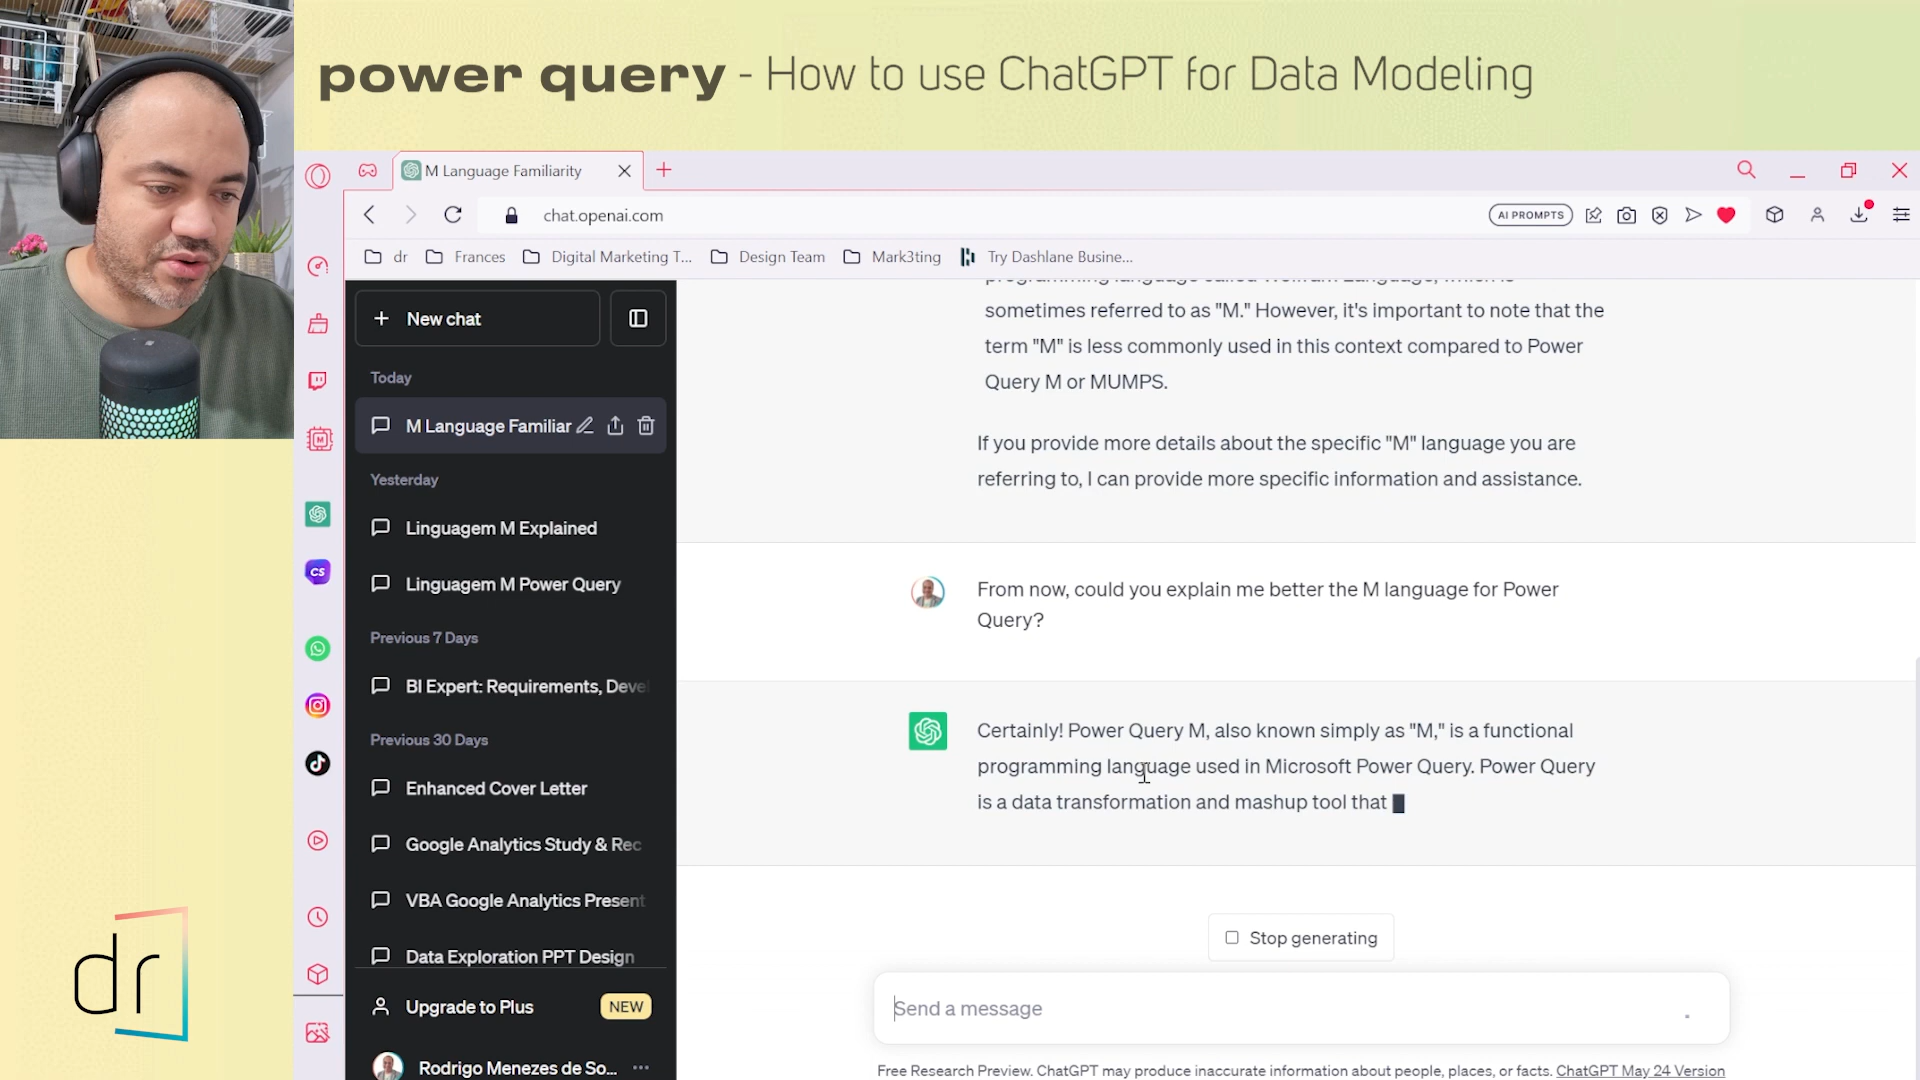 power query - How to use ChatGPT for Data Modeling
M Language Familiarity
chat.openai.com
AI PROMPTS
dr
Frances
Digital Marketing T...
Design Team
Mark3ting
Try Dashlane Busine...
New chat
Today
M Language Familiar
Yesterday
Linguagem M Explained
Linguagem M Power Query
Previous 7 Days
BI Expert: Requirements, Deve
Previous 30 Days
Enhanced Cover Letter
Google Analytics Study & Rec
VBA Google Analytics Present
Data Exploration PPT Design
Upgrade to Plus
NEW
Rodrigo Menezes de So...
M
CS
programming language called Wolfram Language, which is
sometimes referred to as "M." However, it's important to note that the
term "M" is less commonly used in this context compared to Power
Query M or MUMPS.
If you provide more details about the specific "M" language you are
referring to, I can provide more specific information and assistance.
From now, could you explain me better the M language for Power
Query?
Certainly! Power Query M, also known simply as "M," is a functional
programming language used in Microsoft Power Query. Power Query
is a data transformation and mashup tool that
Stop generating
Send a message
Free Research Preview. ChatGPT may produce inaccurate information about people, places, or facts. ChatGPT May 24 Version
dr